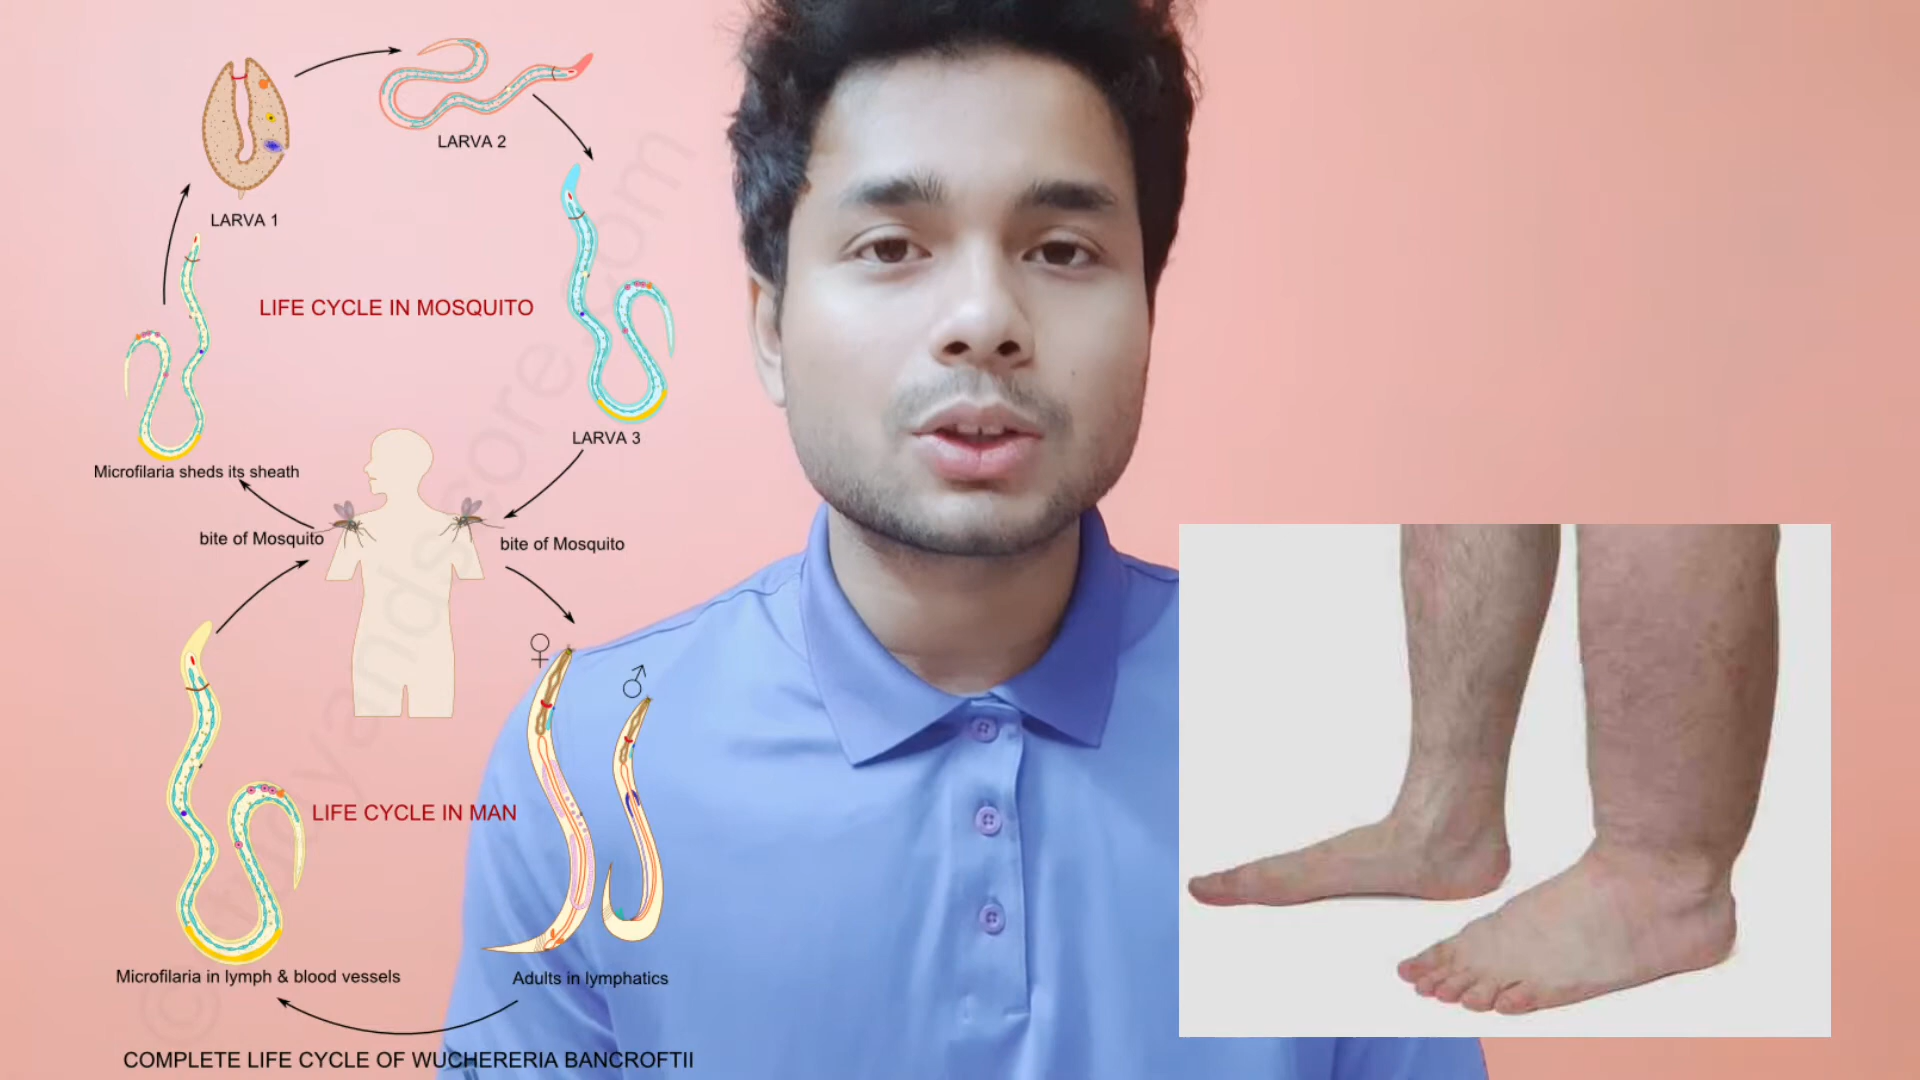 LARVA 2
LARVA 1
LIFE CYCLE IN MOSQUITO
LARVA 3
Microfilaria sheds its sheath
bite of Mosquito
bite of Mosquito
♀
♂
LIFE CYCLE IN MAN
Microfilaria in lymph & blood vessels
Adults in lymphatics
COMPLETE LIFE CYCLE OF WUCHERERIA BANCROFTII